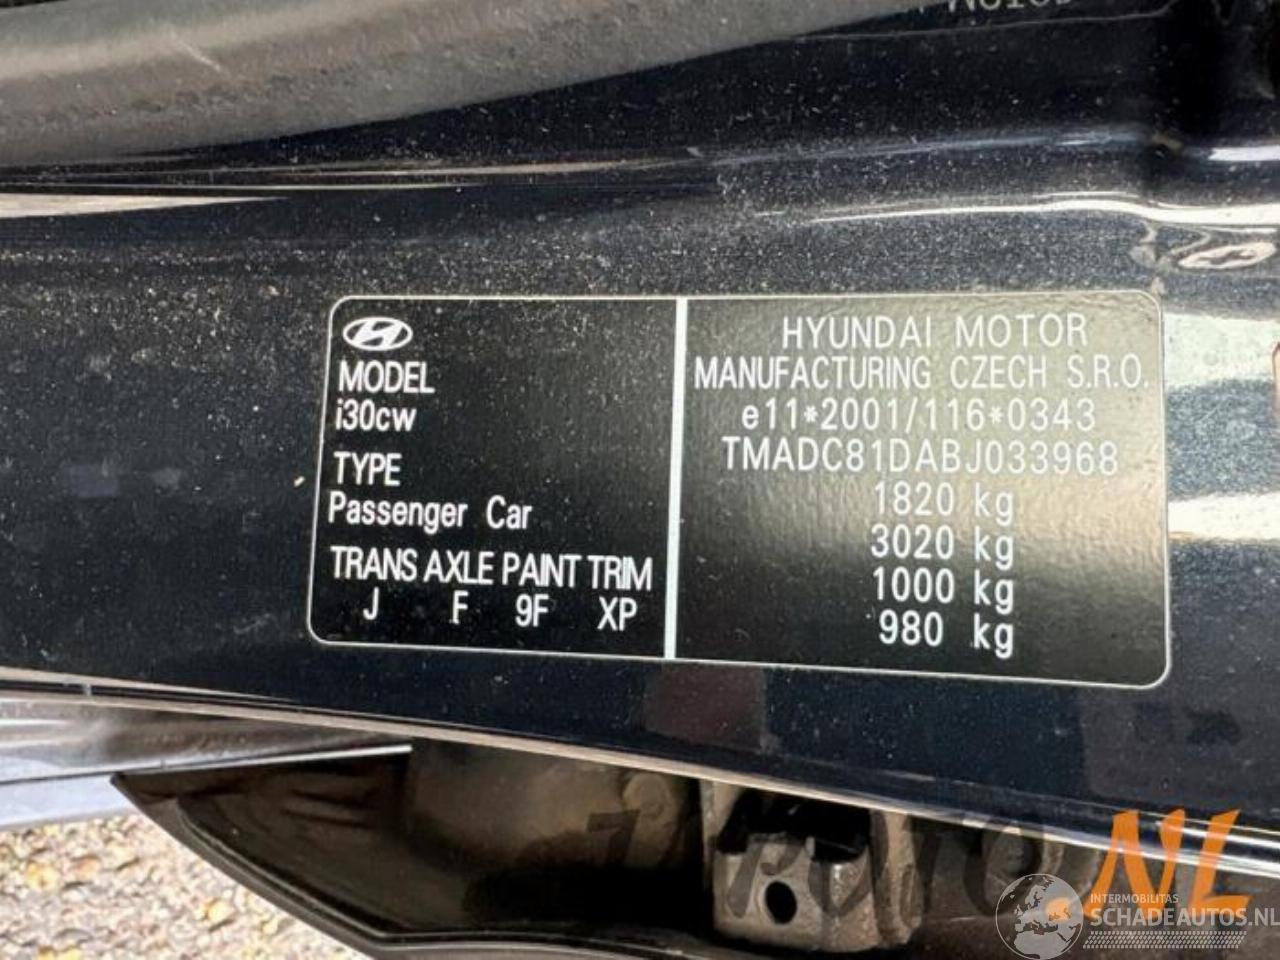 MODEL
i30cw
TYPE
Passenger Car
TRANS AXLE PAINT TRIM
J F 9F XP
HYUNDAI MOTOR
MANUFACTURING CZECH S.R.O.
e11*2001/116*0343
TMADC81DABJ033968
1820 kg
3020 kg
1000 kg
980 kg
.NL
INTERMOBILITAS
SCHADEAUTOS.NL